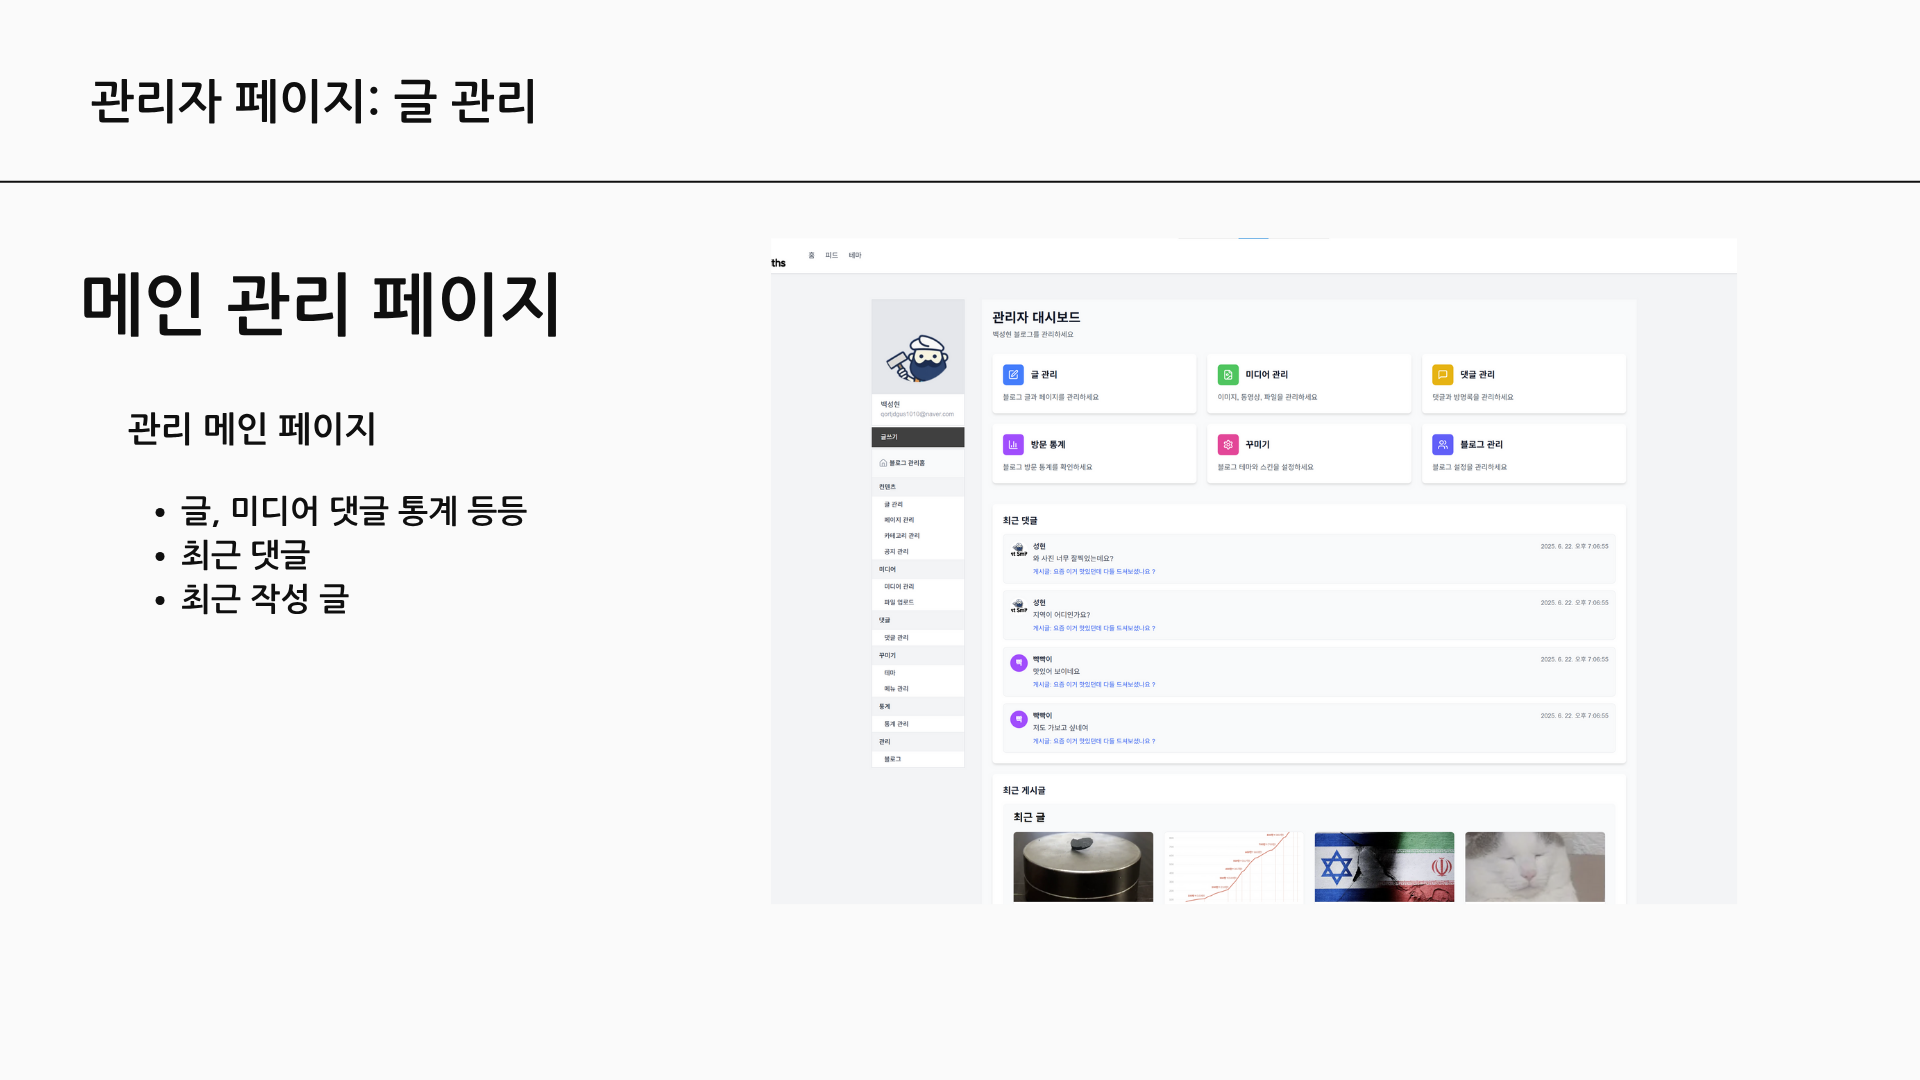 관리자 페이지: 글 관리
메인 관리 페이지
관리 메인 페이지
• 글, 미디어 댓글 통계 등등
• 최근 댓글
• 최근 작성 글
ths
홈 피드 테마
백성현
글쓰기
블로그 관리홈
컨텐츠
글 관리
페이지 관리
카테고리 관리
공지 관리
미디어
미디어 관리
파일 업로드
댓글
댓글 관리
꾸미기
테마
메뉴 관리
통계
통계 관리
관리
블로그
관리자 대시보드
백성현 블로그를 관리하세요
글 관리
블로그 글과 페이지를 관리하세요
미디어 관리
이미지, 동영상, 파일을 관리하세요
댓글 관리
댓글과 방명록을 관리하세요
방문 통계
블로그 방문 통계를 확인하세요
꾸미기
블로그 테마와 스킨을 설정하세요
블로그 관리
블로그 설정을 관리하세요
최근 댓글
성현
2025. 6. 22. 오후 7:06:55
와 사진 너무 잘찍었는데요?
게시글: 요즘 이거 맛있던데 다들 드셔보셨나요 ?
성현
2025. 6. 22. 오후 7:06:55
지역이 어디인가요?
게시글: 요즘 이거 맛있던데 다들 드셔보셨나요 ?
빽빽이
2025. 6. 22. 오후 7:06:55
맛있어 보이네요
게시글: 요즘 이거 맛있던데 다들 드셔보셨나요 ?
빽빽이
2025. 6. 22. 오후 7:06:55
저도 가보고 싶네여
게시글: 요즘 이거 맛있던데 다들 드셔보셨나요 ?
최근 게시글
최근 글